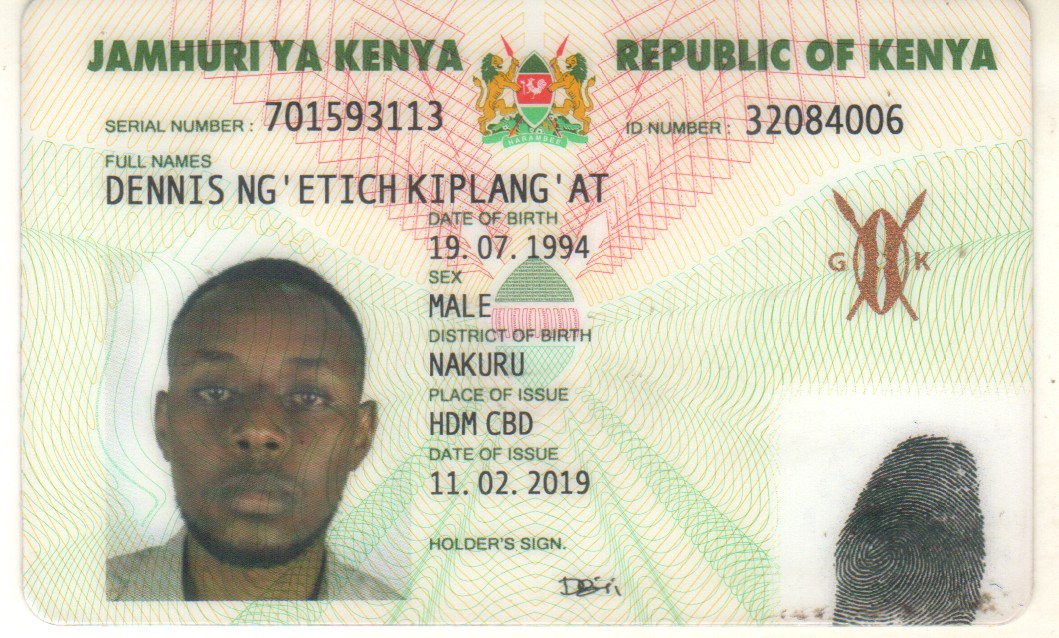 JAMHURI YA KENYA REPUBLIC OF KENYA
SERIAL NUMBER : 701593113 ID NUMBER : 32084006
HARAMBEE
FULL NAMES
DENNIS NG'ETICH KIPLANG'AT
DATE OF BIRTH
19. 07. 1994
G K
SEX
MALE
DISTRICT OF BIRTH
NAKURU
PLACE OF ISSUE
HDM CBD
DATE OF ISSUE
11. 02. 2019
HOLDER'S SIGN.